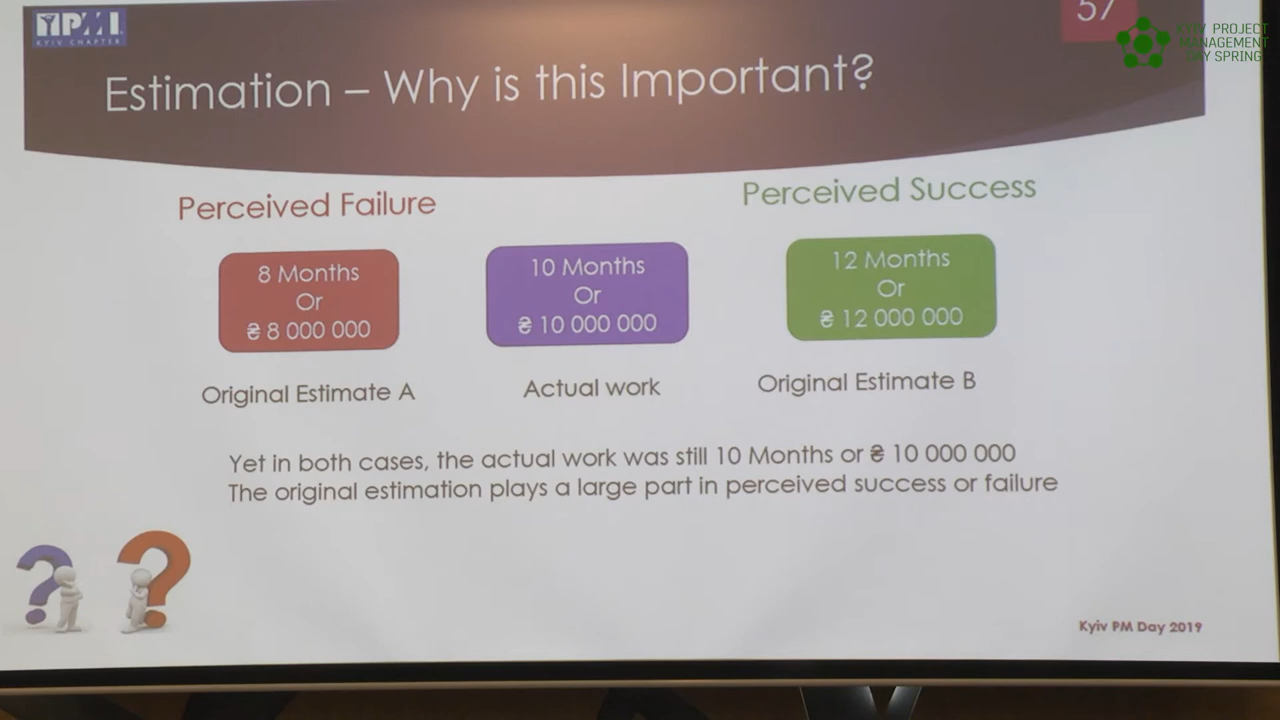 PMI
KYIV CHAPTER
57
KYIV PROJECT
MANAGEMENT
DAY SPRING
Estimation – Why is this Important?
Perceived Failure
Perceived Success
8 Months
Or
₴ 8 000 000
10 Months
Or
₴ 10 000 000
12 Months
Or
₴ 12 000 000
Original Estimate A
Actual work
Original Estimate B
Yet in both cases, the actual work was still 10 Months or ₴ 10 000 000
The original estimation plays a large part in perceived success or failure
Kyiv PM Day 2019